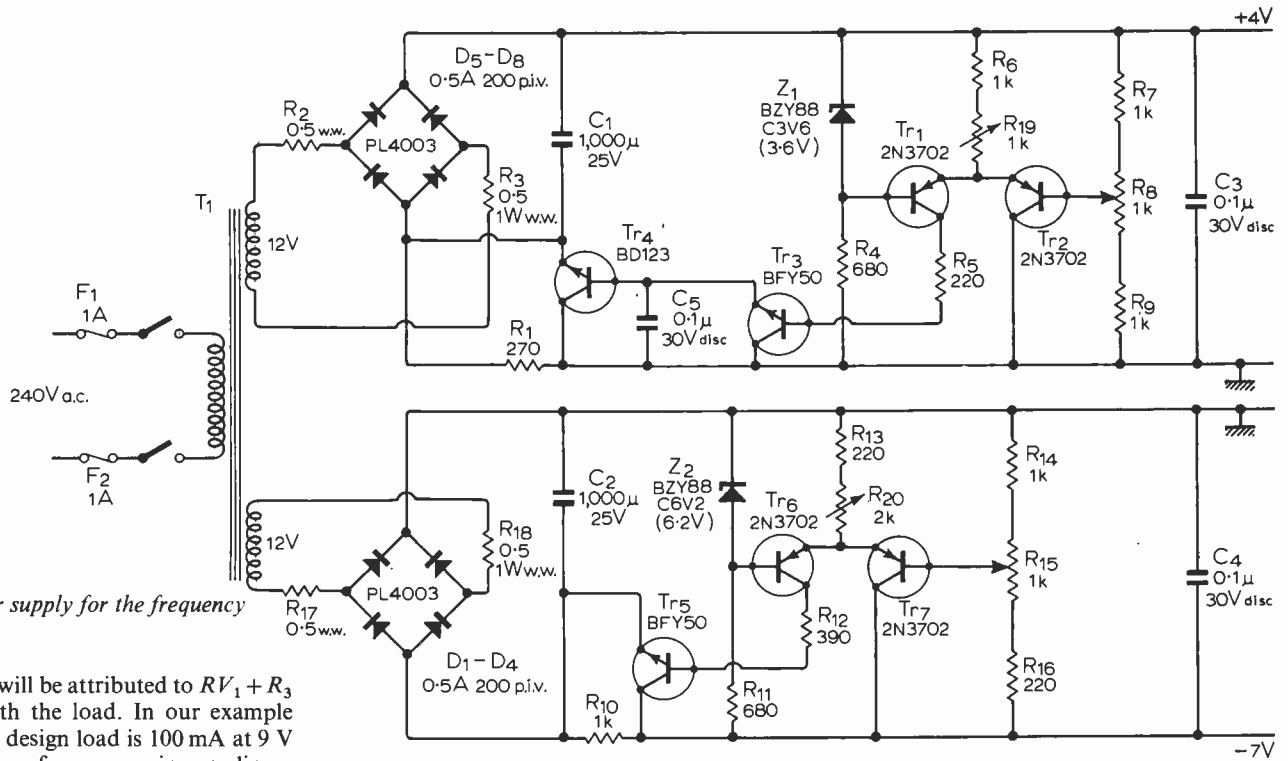 +4V
D5–D8
0·5A 200 p.i.v.
R2
0·5 w.w.
PL4003
R3
0·5
1W w.w.
C1
1,000μ
25V
Z1
BZY88
C3V6
(3·6V)
R6
1k
R19
1k
R7
1k
Tr1
2N3702
R8
1k
C3
0·1μ
30V disc
T1
12V
Tr4
BD123
Tr3
BFY50
R4
680
R5
220
Tr2
2N3702
R9
1k
F1
1A
C5
0·1μ
30V disc
R1
270
240V a.c.
F2
1A
C2
1,000μ
25V
Z2
BZY88
C6V2
(6·2V)
R13
220
R20
2k
R14
1k
Tr6
2N3702
12V
R18
0·5
1W w.w.
R15
1k
C4
0·1μ
30V disc
R17
0·5 w.w.
PL4003
Tr5
BFY50
R12
390
Tr7
2N3702
D1–D4
0·5A 200 p.i.v.
R11
680
R16
220
R10
1k
−7V
r supply for the frequency
will be attributed to RV1 + R3
th the load. In our example
design load is 100 mA at 9 V